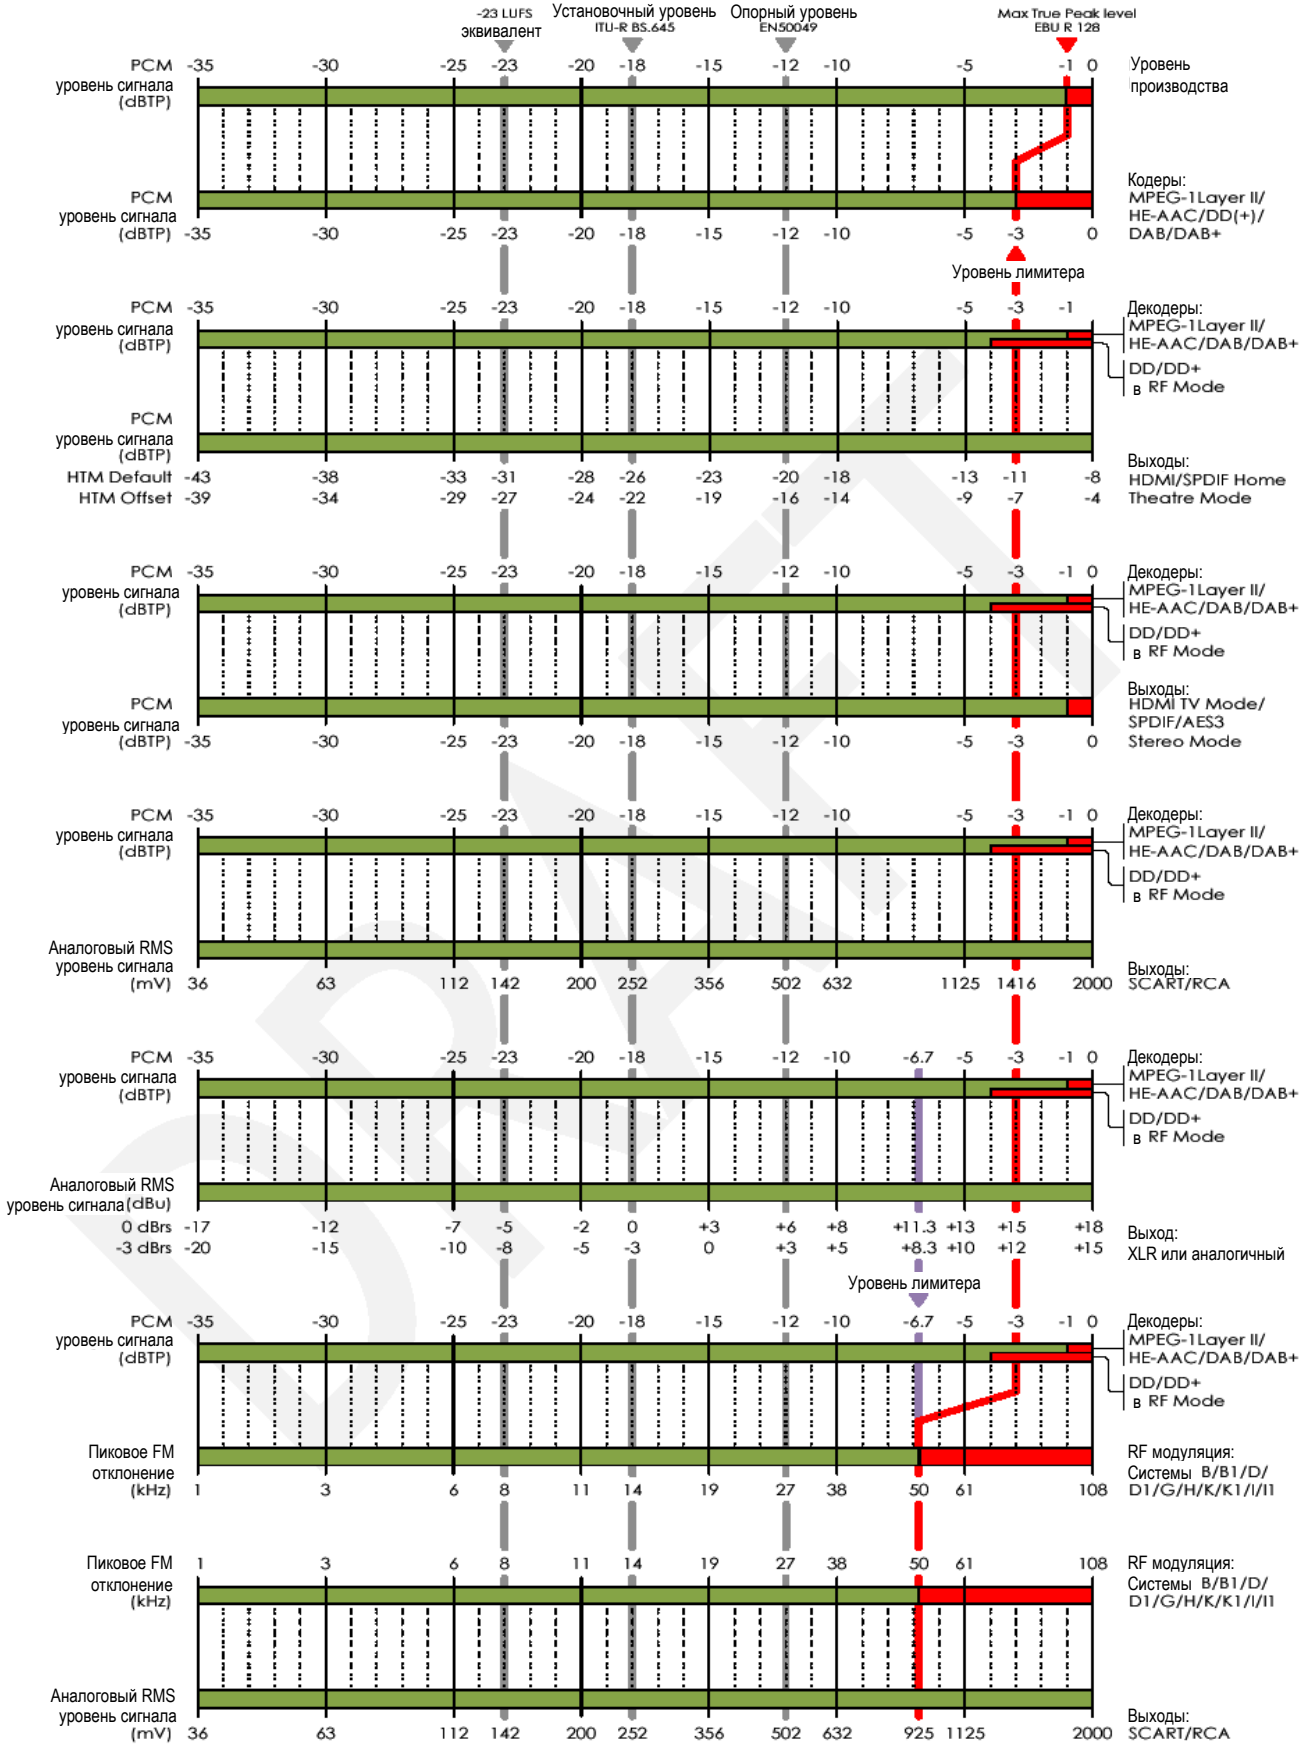 -23 LUFS
эквивалент
Установочный уровень
ITU-R BS.645
Опорный уровень
EN50049
Max True Peak level
EBU R 128
PCM -35 -30 -25 -23 -20 -18 -15 -12 -10 -5 -1 0 Уровень
уровень сигнала производства
(dBTP)
Кодеры:
PCM MPEG-1Layer II/
уровень сигнала HE-AAC/DD(+)/
(dBTP) -35 -30 -25 -23 -20 -18 -15 -12 -10 -5 -3 0 DAB/DAB+
Уровень лимитера
PCM -35 -30 -25 -23 -20 -18 -15 -12 -10 -5 -3 -1 Декодеры:
уровень сигнала MPEG-1Layer II/
(dBTP) HE-AAC/DAB/DAB+
DD/DD+
в RF Mode
PCM
уровень сигнала
(dBTP) Выходы:
HTM Default -43 -38 -33 -31 -28 -26 -23 -20 -18 -13 -11 -8 HDMI/SPDIF Home
HTM Offset -39 -34 -29 -27 -24 -22 -19 -16 -14 -9 -7 -4 Theatre Mode
PCM -35 -30 -25 -23 -20 -18 -15 -12 -10 -5 -3 -1 0 Декодеры:
уровень сигнала MPEG-1Layer II/
(dBTP) HE-AAC/DAB/DAB+
DD/DD+
в RF Mode
Выходы:
PCM HDMI TV Mode/
уровень сигнала SPDIF/AES3
(dBTP) -35 -30 -25 -23 -20 -18 -15 -12 -10 -5 -3 0 Stereo Mode
PCM -35 -30 -25 -23 -20 -18 -15 -12 -10 -5 -3 -1 0 Декодеры:
уровень сигнала MPEG-1Layer II/
(dBTP) HE-AAC/DAB/DAB+
DD/DD+
в RF Mode
Аналоговый RMS
уровень сигнала Выходы:
(mV) 36 63 112 142 200 252 356 502 632 1125 1416 2000 SCART/RCA
PCM -35 -30 -25 -23 -20 -18 -15 -12 -10 -6.7 -5 -3 -1 0 Декодеры:
уровень сигнала MPEG-1Layer II/
(dBTP) HE-AAC/DAB/DAB+
DD/DD+
в RF Mode
Аналоговый RMS
уровень сигнала (dBu)
0 dBrs -17 -12 -7 -5 -2 0 +3 +6 +8 +11.3 +13 +15 +18 Выход:
-3 dBrs -20 -15 -10 -8 -5 -3 0 +3 +5 +8.3 +10 +12 +15 XLR или аналогичный
Уровень лимитера
PCM -35 -30 -25 -23 -20 -18 -15 -12 -10 -6.7 -5 -3 -1 0 Декодеры:
уровень сигнала MPEG-1Layer II/
(dBTP) HE-AAC/DAB/DAB+
DD/DD+
в RF Mode
Пиковое FM RF модуляция:
отклонение Системы B/B1/D/
(kHz) 1 3 6 8 11 14 19 27 38 50 61 108 D1/G/H/K/K1/I/I1
Пиковое FM 1 3 6 8 11 14 19 27 38 50 61 108 RF модуляция:
отклонение Системы B/B1/D/
(kHz) D1/G/H/K/K1/I/I1
Аналоговый RMS
уровень сигнала Выходы:
(mV) 36 63 112 142 200 252 356 502 632 925 1125 2000 SCART/RCA
DRAFT